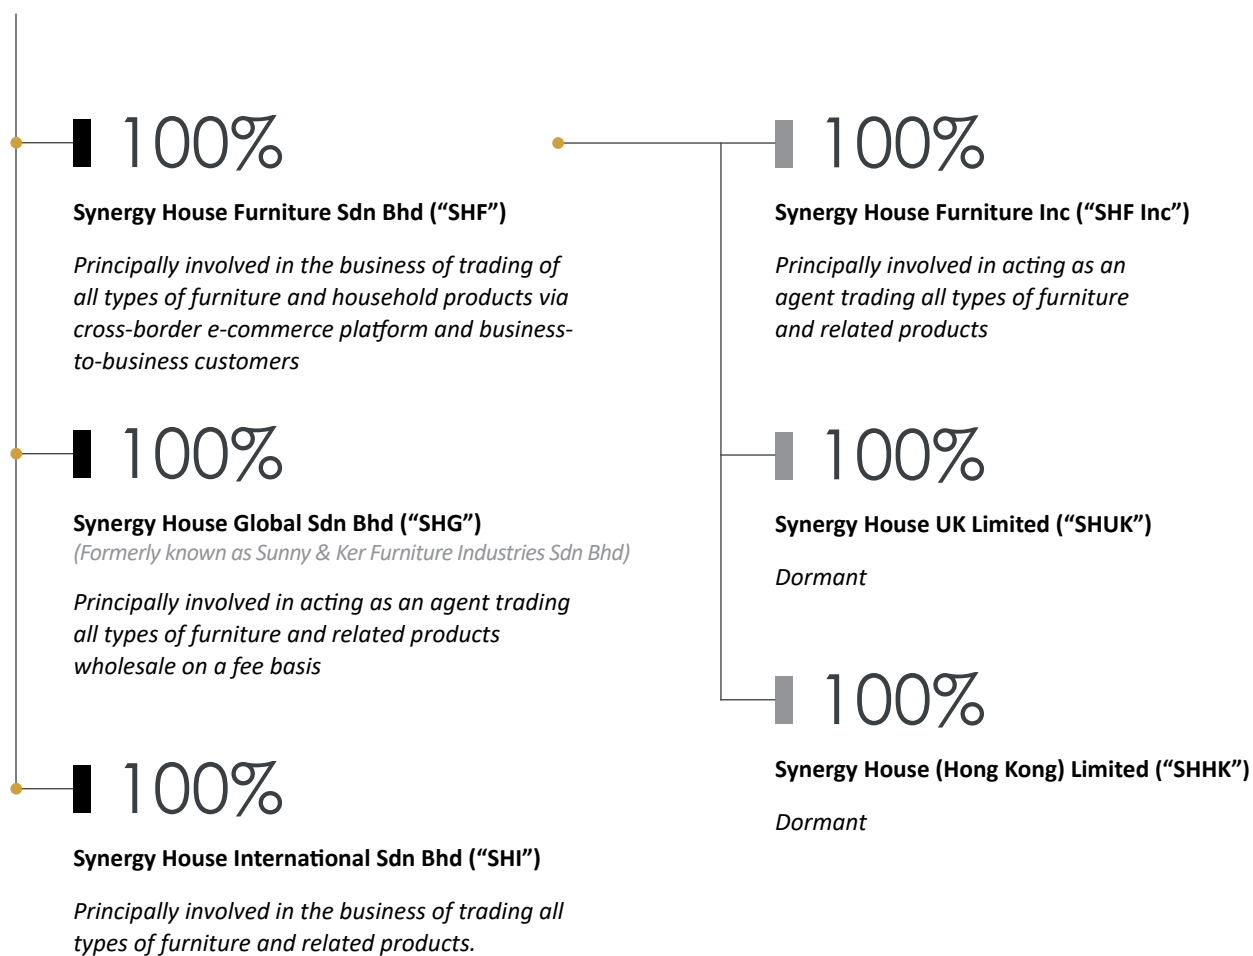 100%
Synergy House Furniture Sdn Bhd (“SHF”)
Principally involved in the business of trading of
all types of furniture and household products via
cross-border e-commerce platform and business-
to-business customers
100%
Synergy House Global Sdn Bhd (“SHG”)
(Formerly known as Sunny & Ker Furniture Industries Sdn Bhd)
Principally involved in acting as an agent trading
all types of furniture and related products
wholesale on a fee basis
100%
Synergy House International Sdn Bhd (“SHI”)
Principally involved in the business of trading all
types of furniture and related products.
100%
Synergy House Furniture Inc (“SHF Inc”)
Principally involved in acting as an
agent trading all types of furniture
and related products
100%
Synergy House UK Limited (“SHUK”)
Dormant
100%
Synergy House (Hong Kong) Limited (“SHHK”)
Dormant